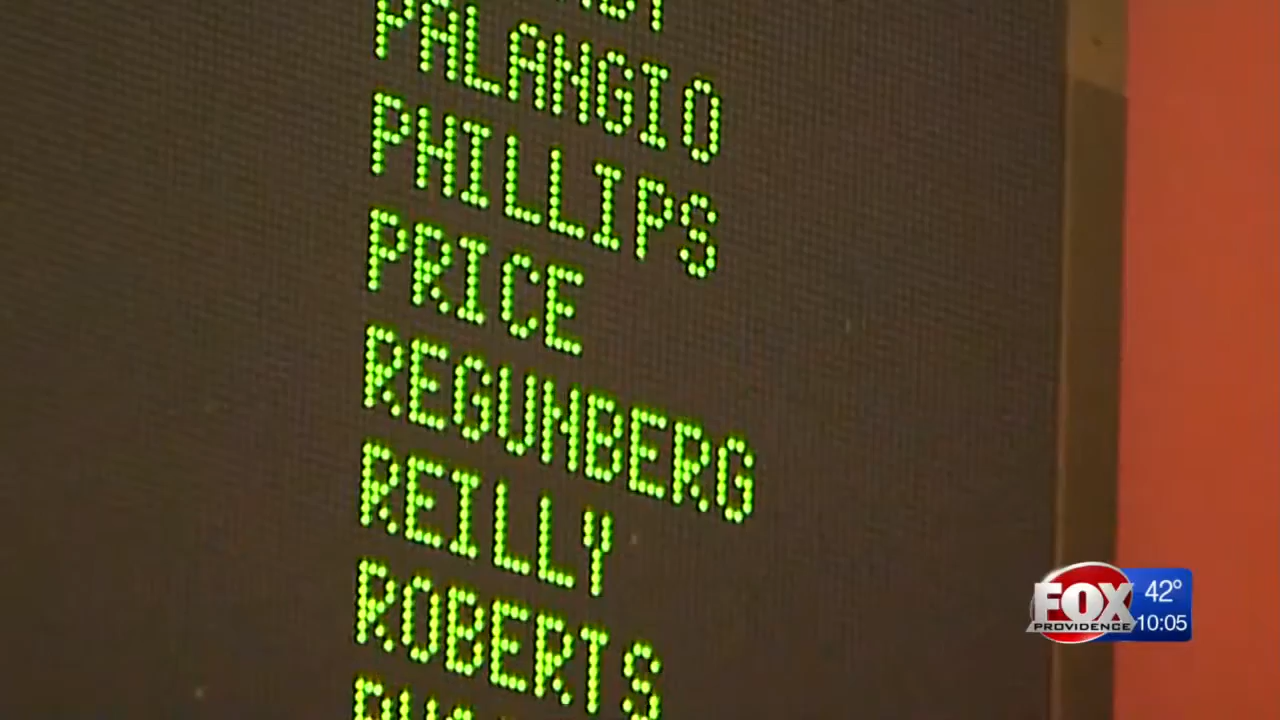 PALANGIO
PHILLIPS
PRICE
REGUNBERG
REILLY
ROBERTS
FOX
PROVIDENCE
42°
10:05